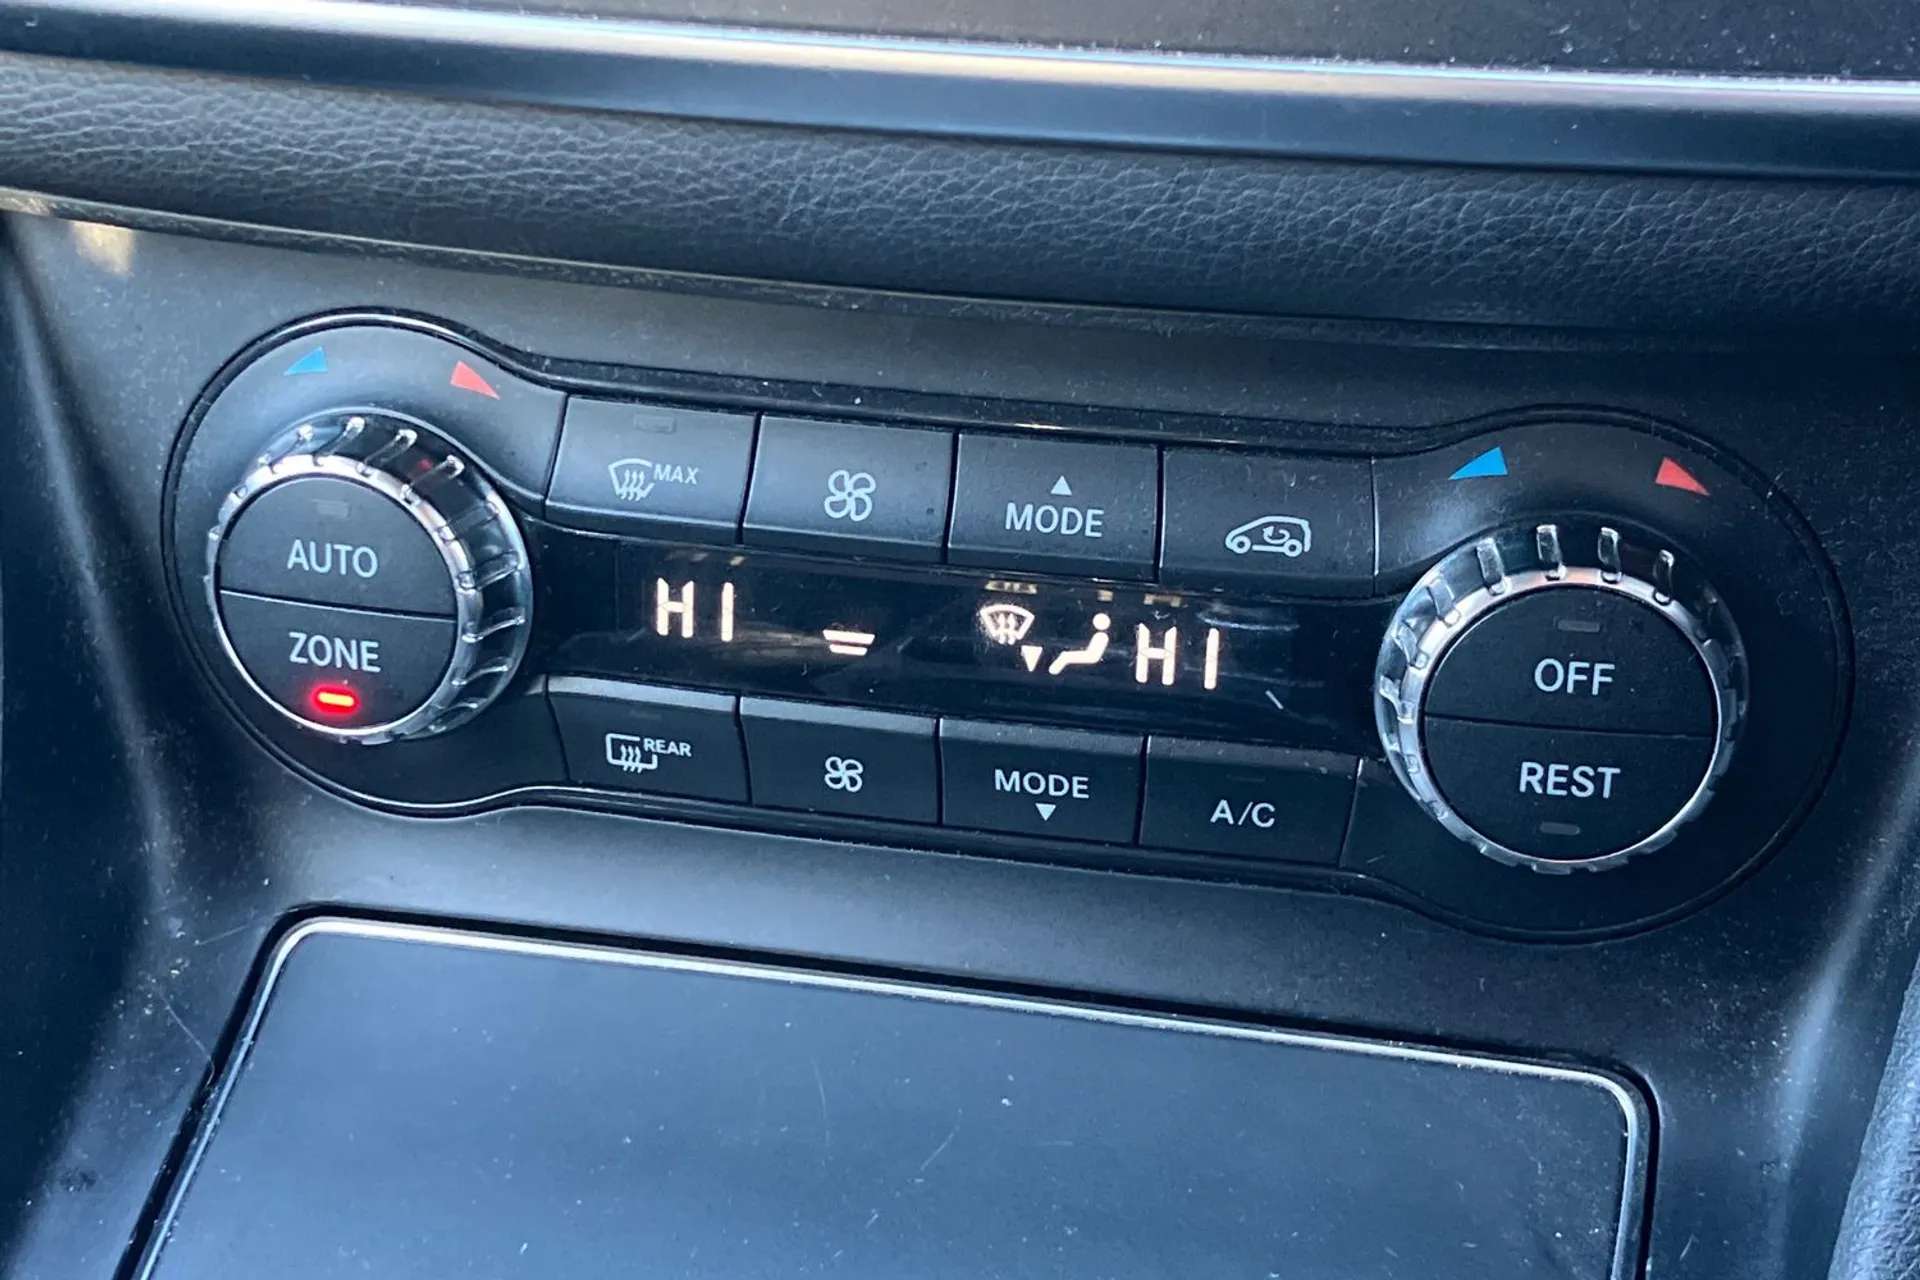 MAX
MODE
AUTO
ZONE
HI
HI
OFF
REST
REAR
MODE
A/C